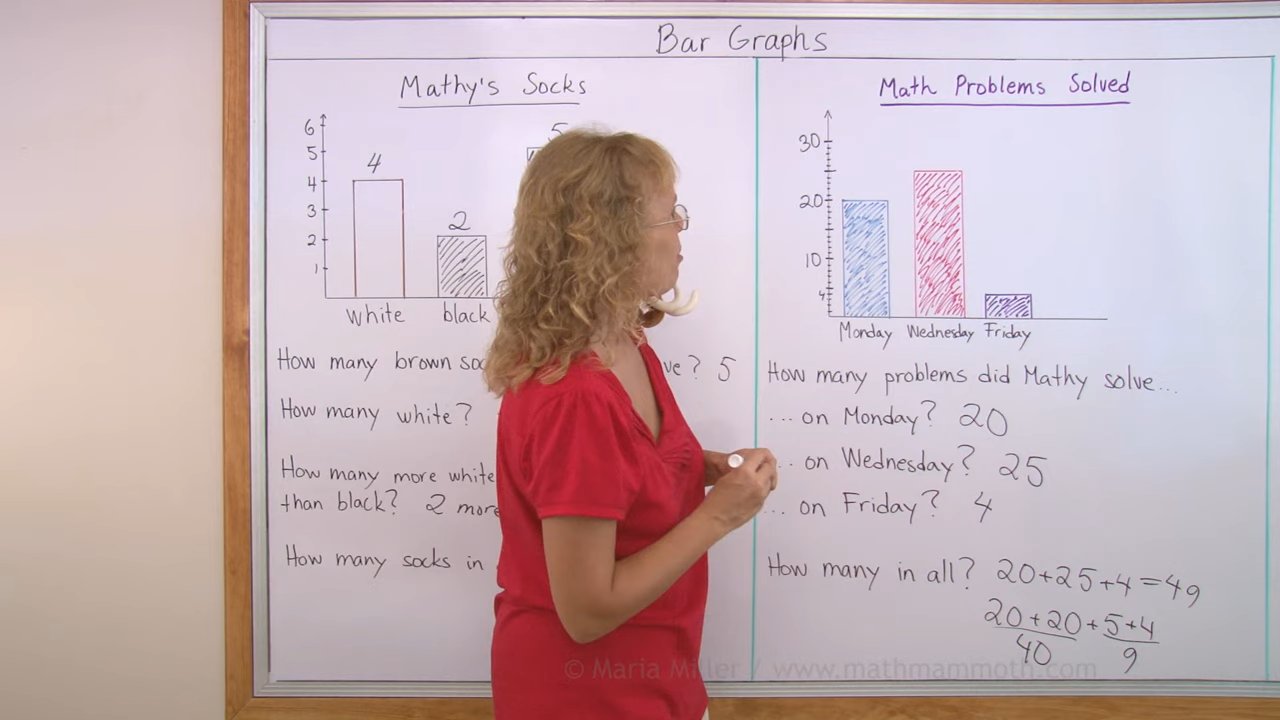 Bar Graphs
Mathy's Socks
6
5
4
3
2
1
4
2
5
white black
How many brown ve? 5
How many white?
How many more white
than black? 2 more
How many socks in
Math Problems Solved
30
20
10
4
Monday Wednesday Friday
How many problems did Mathy solve...
... on Monday? 20
... on Wednesday? 25
... on Friday? 4
How many in all? 20+25+4=49
20+20+5+4
40 9
© Maria Miller / www.mathmammoth.com